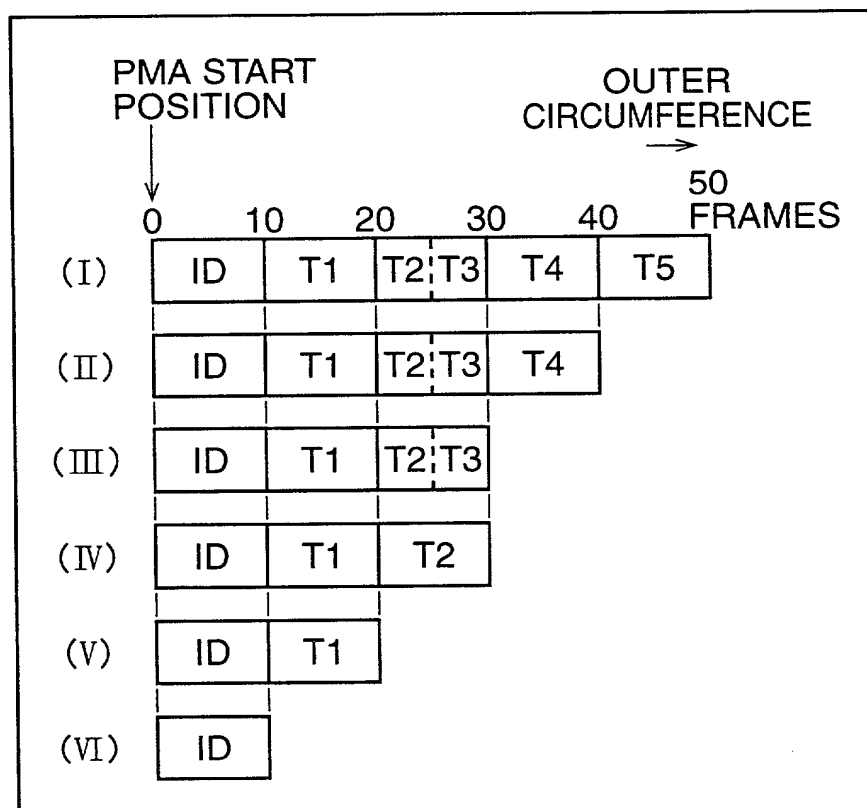 PMA START
POSITION
OUTER
CIRCUMFERENCE
0 10 20 30 40 50
FRAMES
(I) ID T1 T2 T3 T4 T5
(II) ID T1 T2 T3 T4
(III) ID T1 T2 T3
(IV) ID T1 T2
(V) ID T1
(VI) ID